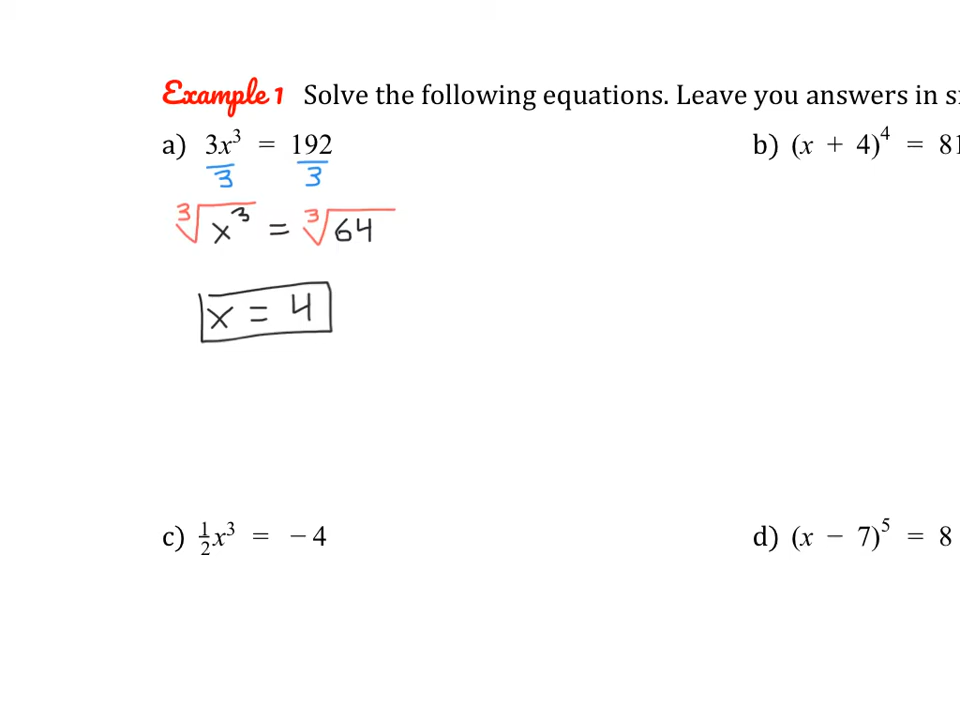 Example 1 Solve the following equations. Leave you answers in
a) 3x³ = 192
3 3
∛x³ = ∛64
x = 4
b) (x + 4)⁴ = 81
c) ½x³ = −4
d) (x − 7)⁵ = 8